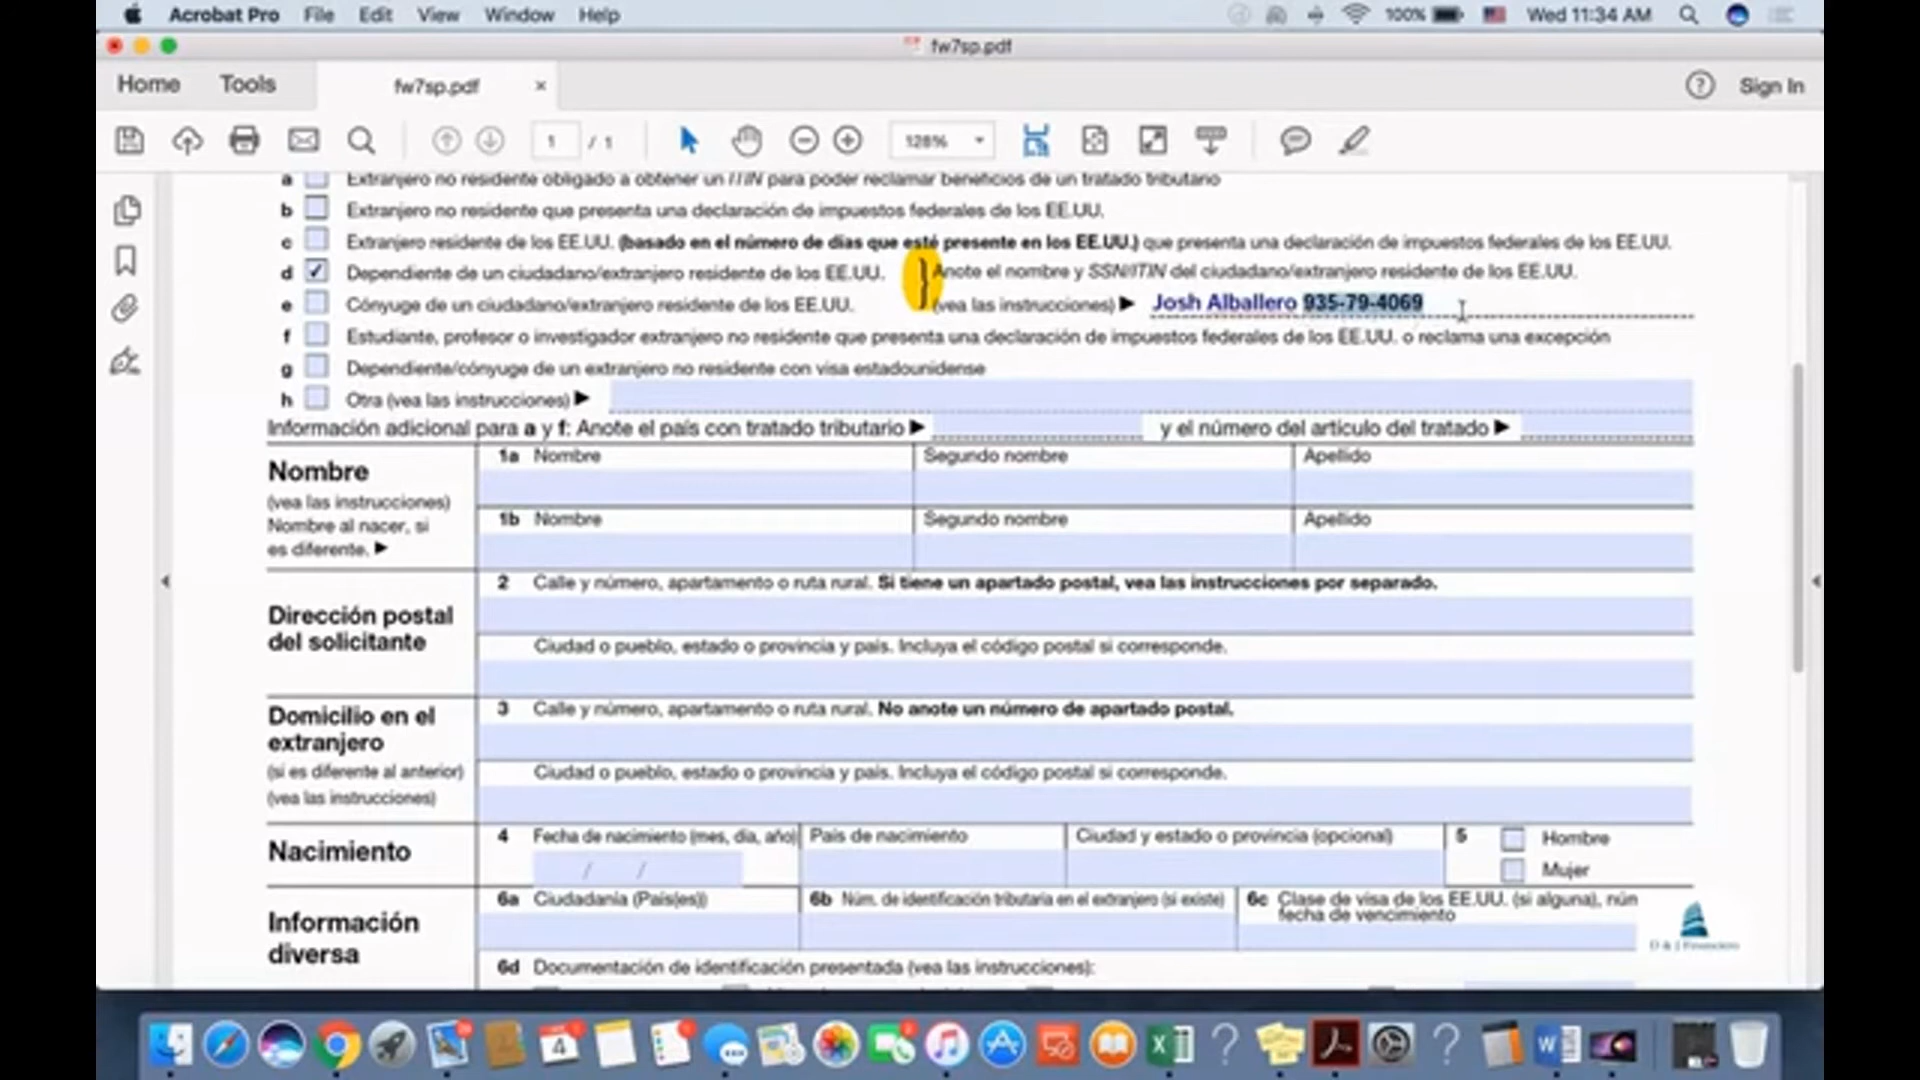 Acrobat Pro File Edit View Window Help 100% Wed 11:34 AM
fw7sp.pdf
Home Tools fw7sp.pdf × ? Sign In
1 / 1 128%
a Extranjero no residente obligado a obtener un ITIN para poder reclamar beneficios de un tratado tributario
b Extranjero no residente que presenta una declaración de impuestos federales de los EE.UU.
c Extranjero residente de los EE.UU. (basado en el número de días que esté presente en los EE.UU.) que presenta una declaración de impuestos federales de los EE.UU.
d Dependiente de un ciudadano/extranjero residente de los EE.UU. } Anote el nombre y SSN/ITIN del ciudadano/extranjero residente de los EE.UU.
e Cónyuge de un ciudadano/extranjero residente de los EE.UU. (vea las instrucciones) ▶ Josh Alballero 935-79-4069
f Estudiante, profesor o investigador extranjero no residente que presenta una declaración de impuestos federales de los EE.UU. o reclama una excepción
g Dependiente/cónyuge de un extranjero no residente con visa estadounidense
h Otra (vea las instrucciones) ▶
Información adicional para a y f: Anote el país con tratado tributario ▶ y el número del artículo del tratado ▶
Nombre
(vea las instrucciones)
Nombre al nacer, si
es diferente. ▶
1a Nombre Segundo nombre Apellido
1b Nombre Segundo nombre Apellido
Dirección postal
del solicitante
2 Calle y número, apartamento o ruta rural. Si tiene un apartado postal, vea las instrucciones por separado.
Ciudad o pueblo, estado o provincia y país. Incluya el código postal si corresponde.
Domicilio en el
extranjero
(si es diferente al anterior)
(vea las instrucciones)
3 Calle y número, apartamento o ruta rural. No anote un número de apartado postal.
Ciudad o pueblo, estado o provincia y país. Incluya el código postal si corresponde.
Nacimiento
4 Fecha de nacimiento (mes, día, año) País de nacimiento Ciudad y estado o provincia (opcional) 5 Hombre
/ / Mujer
Información
diversa
6a Ciudadanía (País(es)) 6b Núm. de identificación tributaria en el extranjero (si existe) 6c Clase de visa de los EE.UU. (si alguna), núm
fecha de vencimiento
6d Documentación de identificación presentada (vea las instrucciones):
D & J Financiero
4